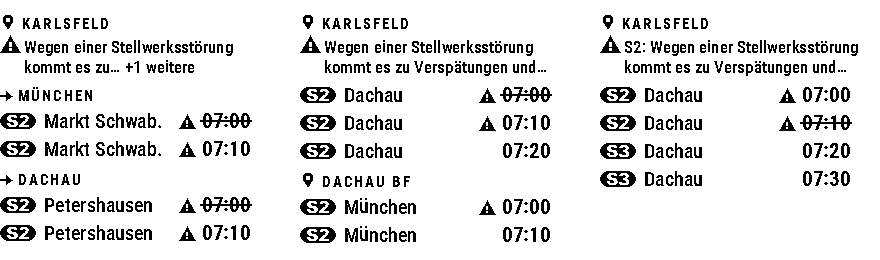 KARLSFELD
Wegen einer Stellwerksstörung
kommt es zu… +1 weitere
→ MÜNCHEN
S2 Markt Schwab. 07:00
S2 Markt Schwab. 07:10
→ DACHAU
S2 Petershausen 07:00
S2 Petershausen 07:10
KARLSFELD
Wegen einer Stellwerksstörung
kommt es zu Verspätungen und…
S2 Dachau 07:00
S2 Dachau 07:10
S2 Dachau 07:20
DACHAU BF
S2 München 07:00
S2 München 07:10
KARLSFELD
S2: Wegen einer Stellwerksstörung
kommt es zu Verspätungen und…
S2 Dachau 07:00
S2 Dachau 07:10
S3 Dachau 07:20
S3 Dachau 07:30